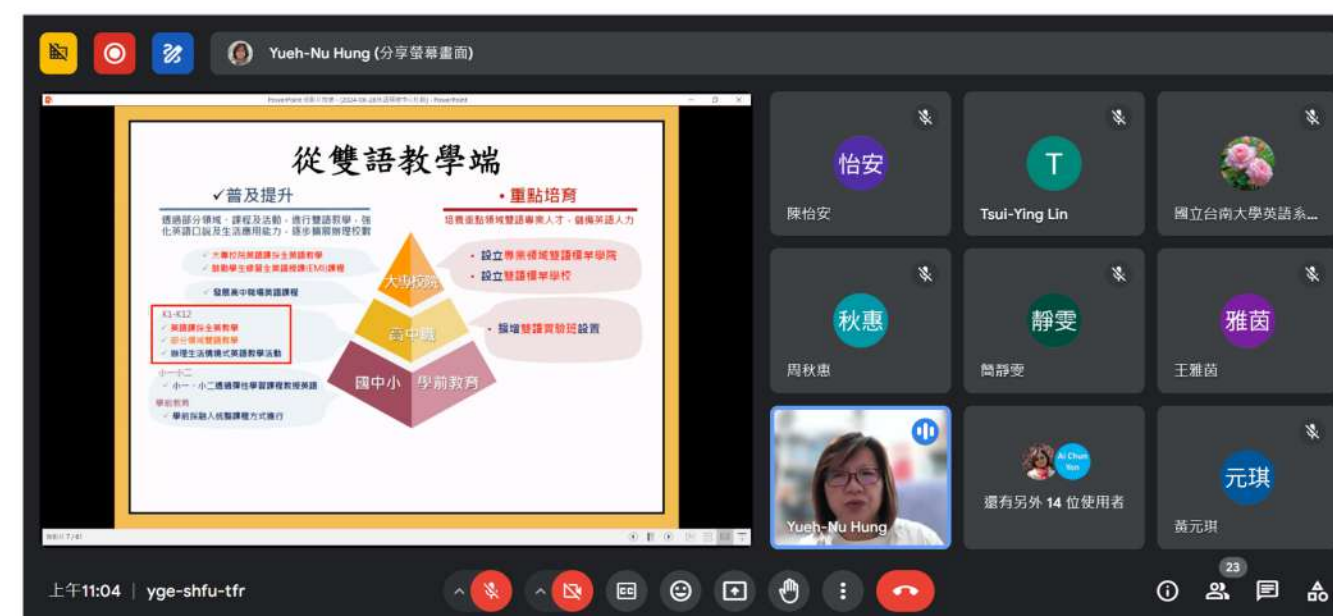 Yueh-Nu Hung (分享螢幕畫面)
從雙語教學端
✓普及提升
透過部分領域、課程及活動,進行雙語教學,強
化英語口說及生活應用能力,逐步擴展辦理校數
✓ 大專校院英語課採全英語教學
✓ 鼓勵學生修習全英語授課(EMI)課程
✓ 發展高中職場英語課程
K1-K12
✓ 英語課採全英教學
✓ 部分領域雙語教學
✓ 辦理生活情境式英語教學活動
小一小二
✓ 小一、小二透過彈性學習課程教授英語
學前教育
✓ 學前採融入統整課程方式進行
大專校院
高中職
國中小 學前教育
• 重點培育
培養重點領域雙語專業人才,儲備英語人力
• 設立專業領域雙語標竿學院
• 設立雙語標竿學校
• 擴增雙語實驗班設置
怡安
陳怡安
T
Tsui-Ying Lin
國立台南大學英語系...
秋惠
周秋惠
靜雯
簡靜雯
雅茵
王雅茵
Yueh-Nu Hung
Ai Chun
Yen
還有另外 14 位使用者
元琪
黃元琪
上午11:04 | yge-shfu-tfr
CC
23